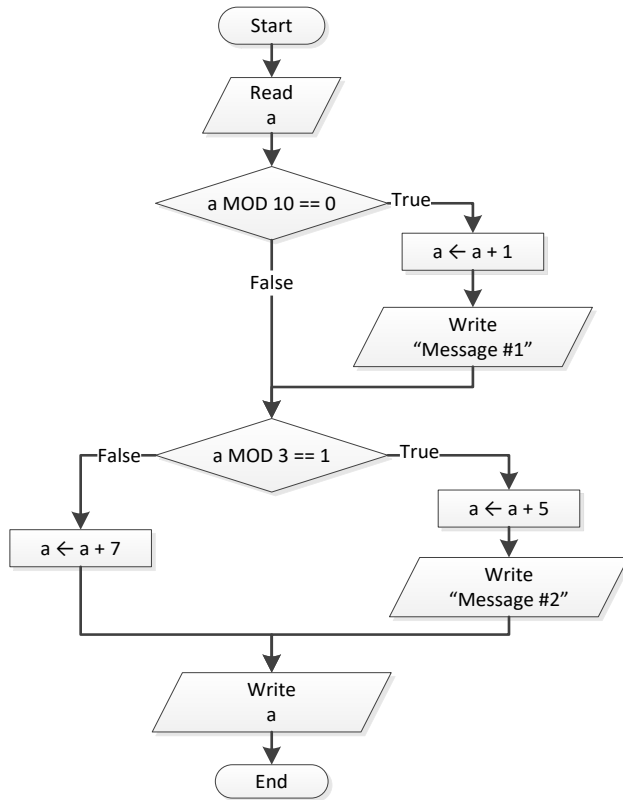 Start
Read
a
a MOD 10 == 0
True
a ← a + 1
False
Write
“Message #1”
a MOD 3 == 1
False
True
a ← a + 7
a ← a + 5
Write
“Message #2”
Write
a
End